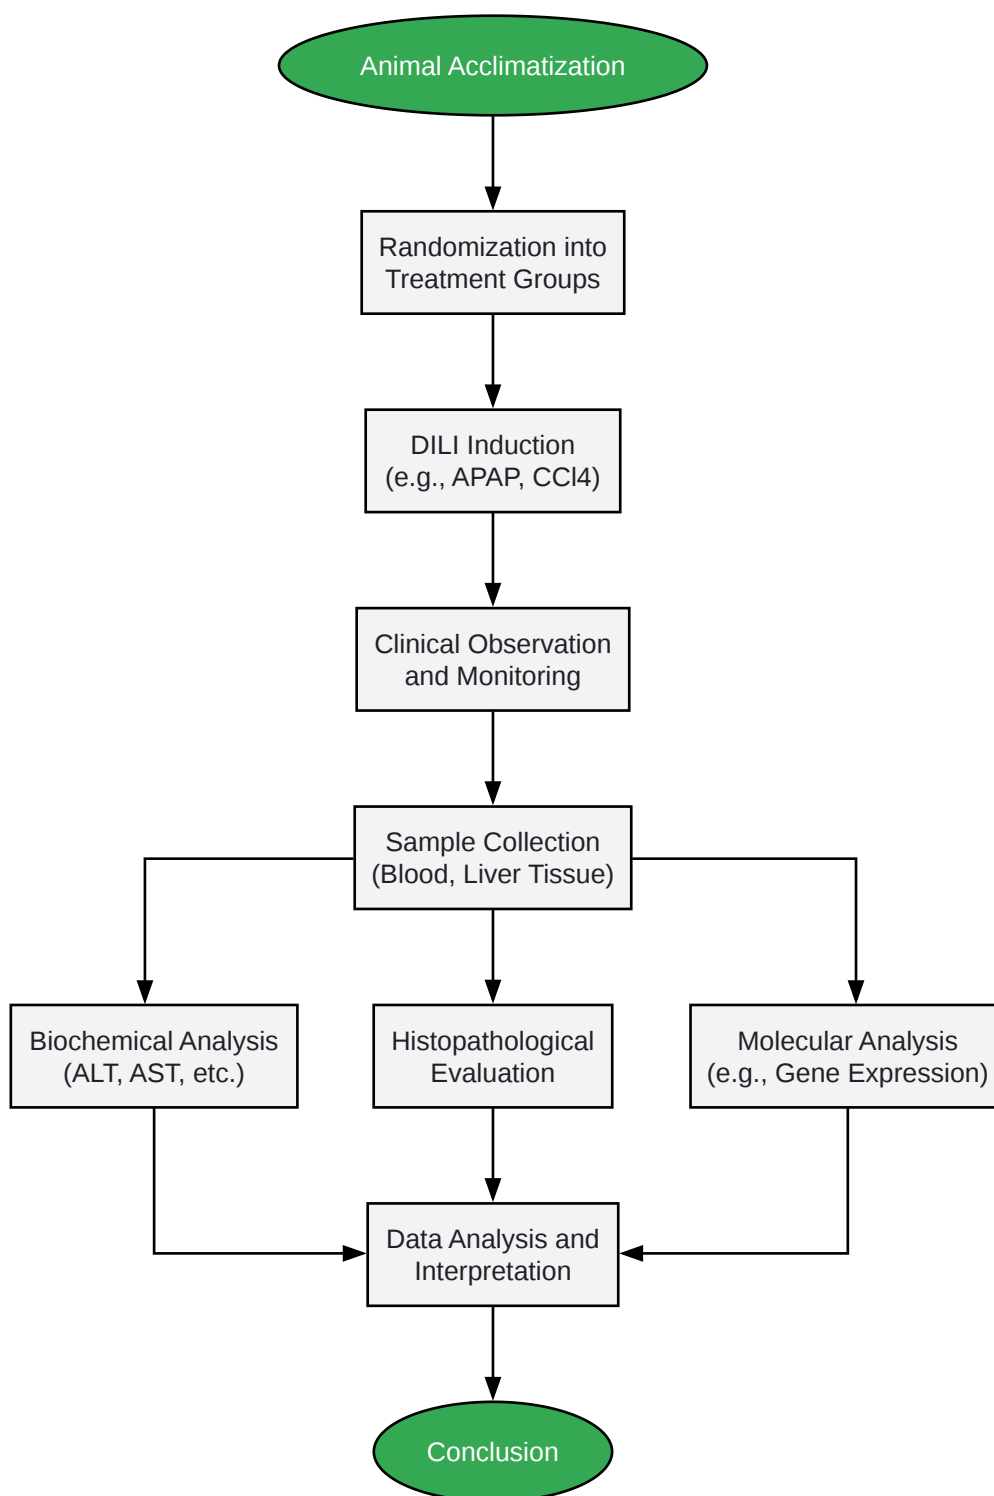 Animal Acclimatization
Randomization into
Treatment Groups
DILI Induction
(e.g., APAP, CCl4)
Clinical Observation
and Monitoring
Sample Collection
(Blood, Liver Tissue)
Biochemical Analysis
(ALT, AST, etc.)
Histopathological
Evaluation
Molecular Analysis
(e.g., Gene Expression)
Data Analysis and
Interpretation
Conclusion